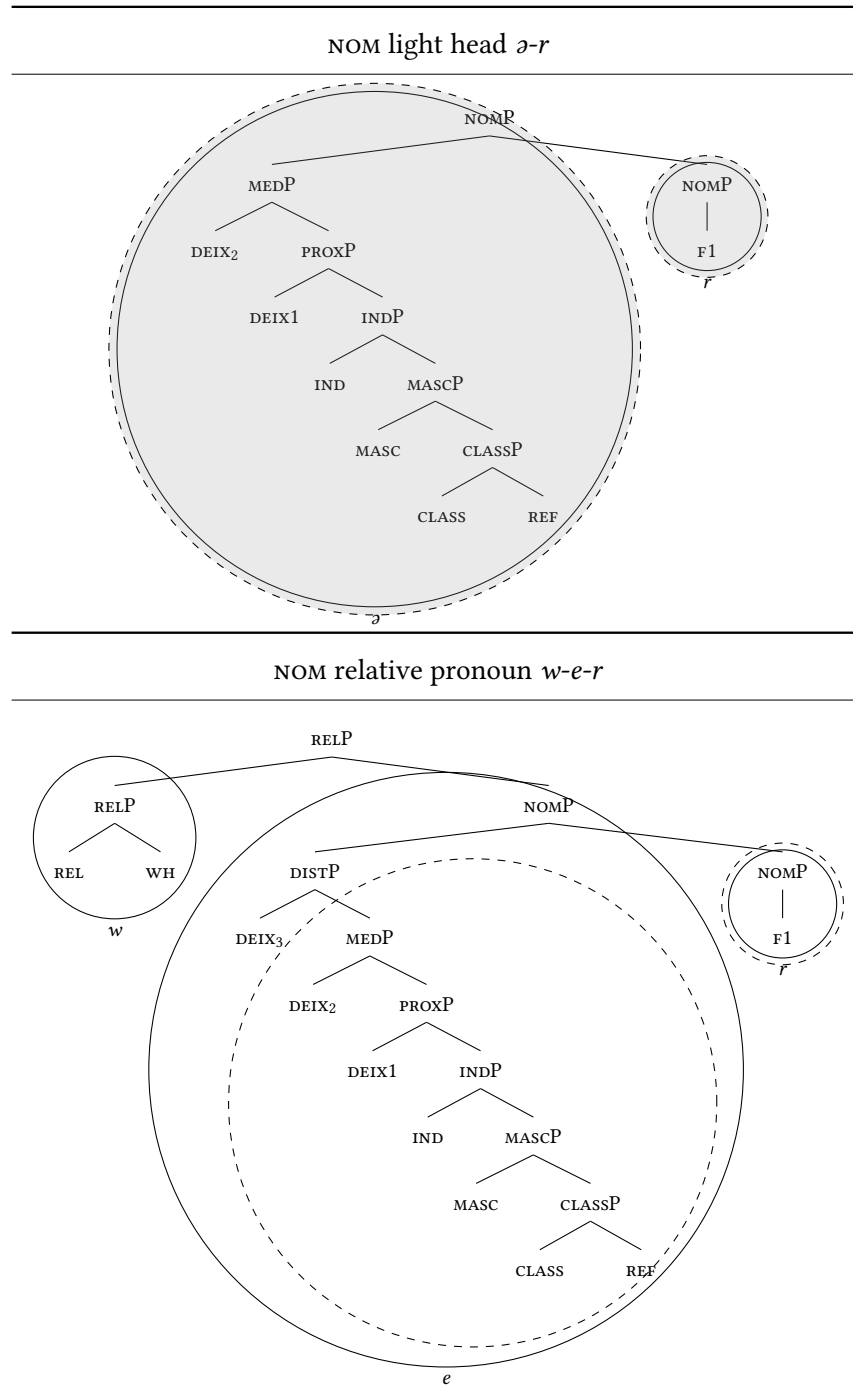 NOM light head ə-r
NOMP
MEDP NOMP
DEIX2 PROXP F1
r
DEIX1 INDP
IND MASCP
MASC CLASSP
CLASS REF
ə
NOM relative pronoun w-e-r
RELP
RELP NOMP
REL WH DISTP NOMP
w DEIX3 MEDP F1
r
DEIX2 PROXP
DEIX1 INDP
IND MASCP
MASC CLASSP
CLASS REF
e